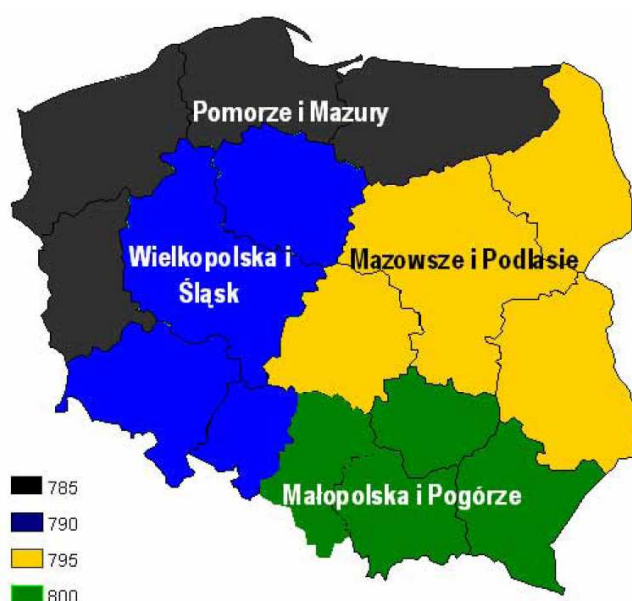 Pomorze i Mazury
Wielkopolska i
Śląsk
Mazowsze i Podlasie
Małopolska i Pogórze
785
790
795
800